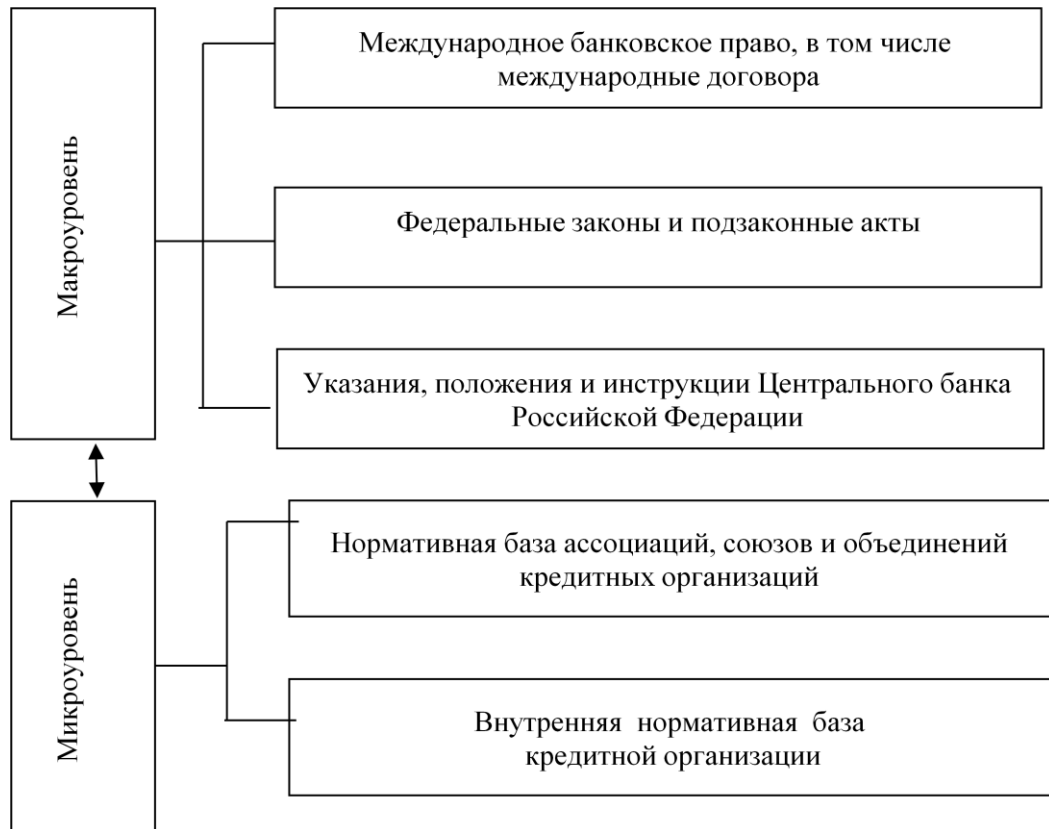 Макроуровень
Международное банковское право, в том числе
международные договора
Федеральные законы и подзаконные акты
Указания, положения и инструкции Центрального банка
Российской Федерации
Микроуровень
Нормативная база ассоциаций, союзов и объединений
кредитных организаций
Внутренняя нормативная база
кредитной организации